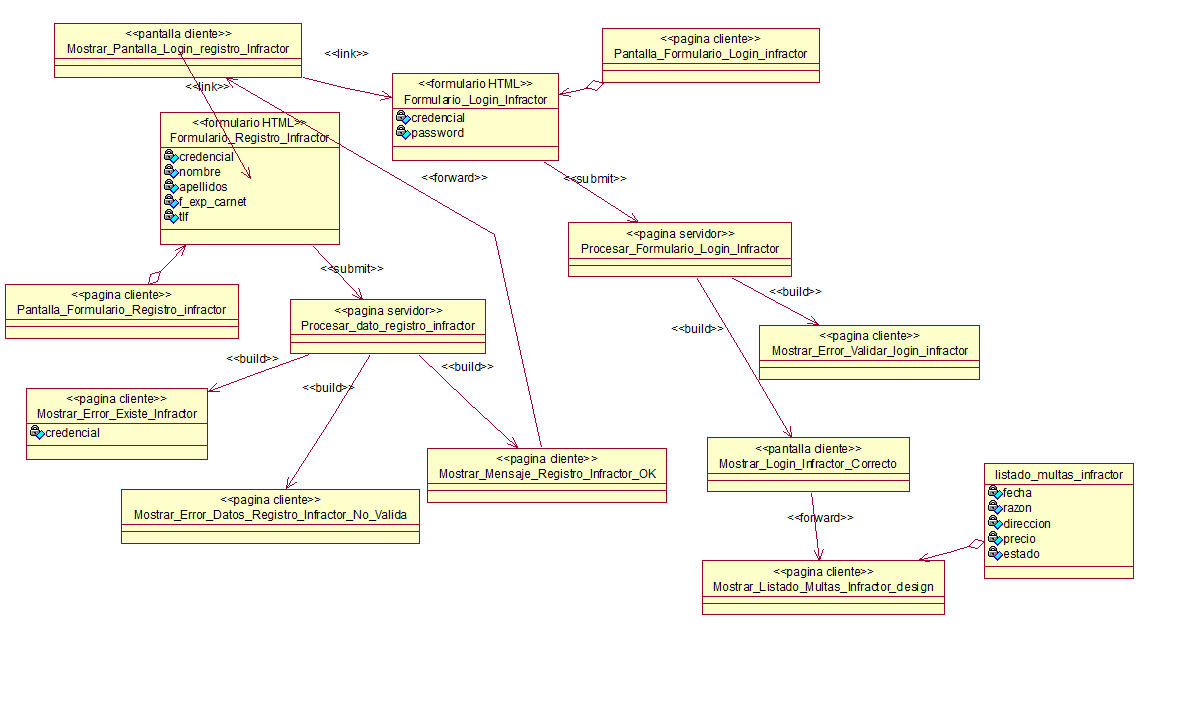 <<pantalla cliente>>
Mostrar_Pantalla_Login_registro_Infractor
<<link>>
<<pagina cliente>>
Pantalla_Formulario_Login_infractor
<<link>>
<<formulario HTML>>
Formulario_Login_Infractor
credencial
password
<<formulario HTML>>
Formulario_Registro_Infractor
credencial
nombre
apellidos
f_exp_carnet
tlf
<<forward>>
<<submit>>
<<pagina servidor>>
Procesar_Formulario_Login_Infractor
<<submit>>
<<pagina cliente>>
Pantalla_Formulario_Registro_infractor
<<build>>
<<pagina servidor>>
Procesar_dato_registro_infractor
<<build>>
<<pagina cliente>>
Mostrar_Error_Validar_login_infractor
<<build>>
<<build>>
<<build>>
<<pagina cliente>>
Mostrar_Error_Existe_Infractor
credencial
<<pagina cliente>>
Mostrar_Mensaje_Registro_Infractor_OK
<<pantalla cliente>>
Mostrar_Login_Infractor_Correcto
listado_multas_infractor
fecha
razon
direccion
precio
estado
<<pagina cliente>>
Mostrar_Error_Datos_Registro_Infractor_No_Valida
<<forward>>
<<pagina cliente>>
Mostrar_Listado_Multas_Infractor_design